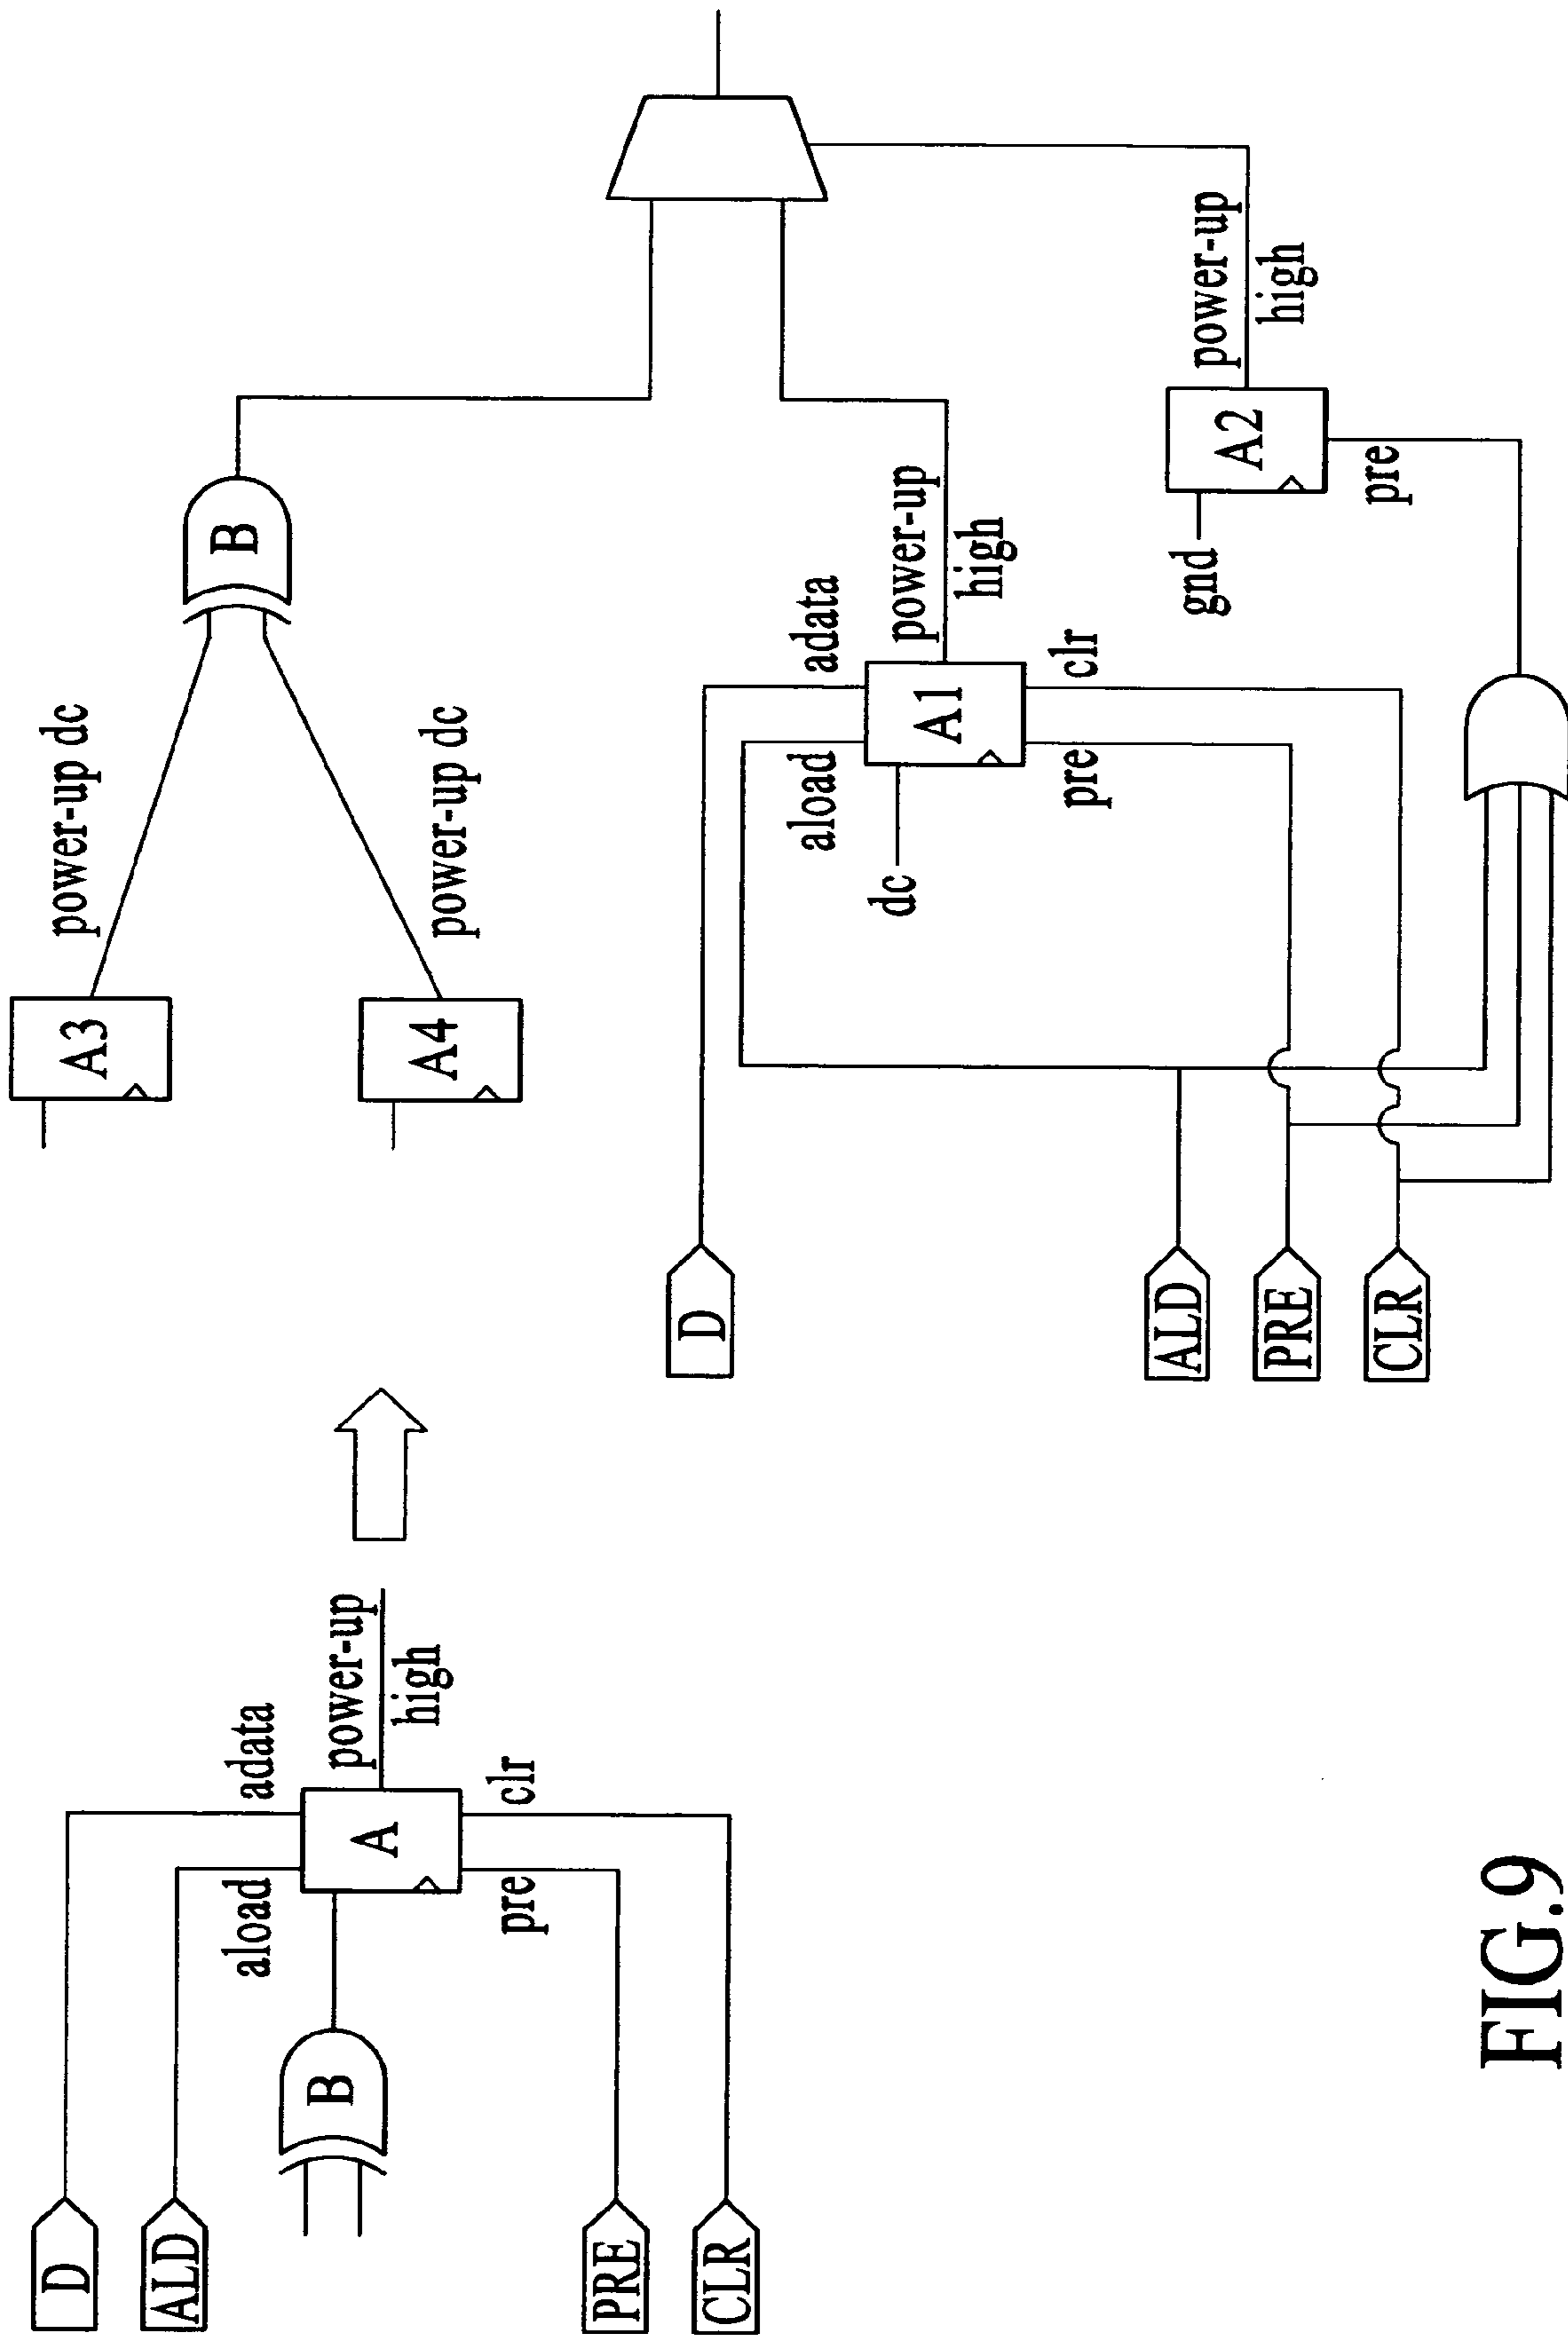 D
ALD
B
PRE
CLR
aload
adata
A
pre
clr
power-up
high
A3
power-up dc
A4
power-up dc
B
D
ALD
PRE
CLR
dc
aload
adata
A1
pre
clr
power-up
high
gnd
A2
pre
power-up
high
FIG.9